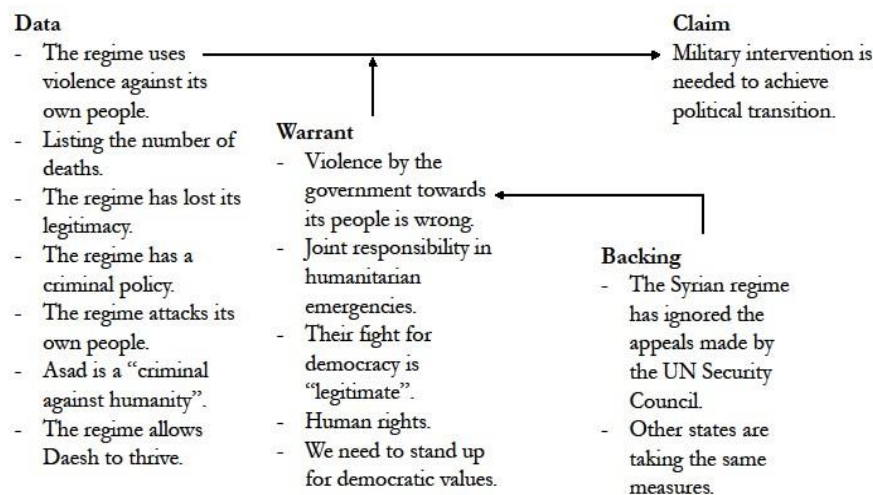 Data
- The regime uses
violence against its
own people.
- Listing the number of
deaths.
- The regime has lost its
legitimacy.
- The regime has a
criminal policy.
- The regime attacks its
own people.
- Asad is a “criminal
against humanity”.
- The regime allows
Daesh to thrive.
Warrant
- Violence by the
government towards
its people is wrong.
- Joint responsibility in
humanitarian
emergencies.
- Their fight for
democracy is
“legitimate”.
- Human rights.
- We need to stand up
for democratic values.
Claim
Military intervention is
needed to achieve
political transition.
Backing
- The Syrian regime
has ignored the
appeals made by
the UN Security
Council.
- Other states are
taking the same
measures.